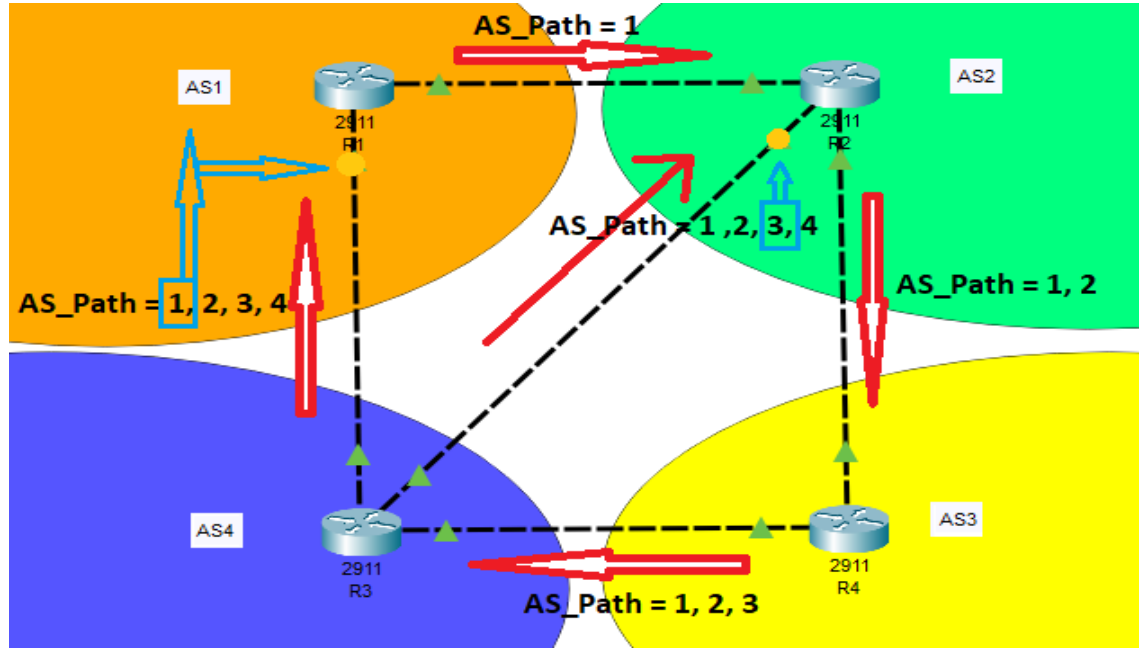 AS_Path = 1
AS1
AS2
2911
R1
2911
R2
AS_Path = 1 ,2, 3, 4
AS_Path = 1, 2
AS_Path = 1, 2, 3, 4
AS4
AS3
2911
R3
2911
R4
AS_Path = 1, 2, 3